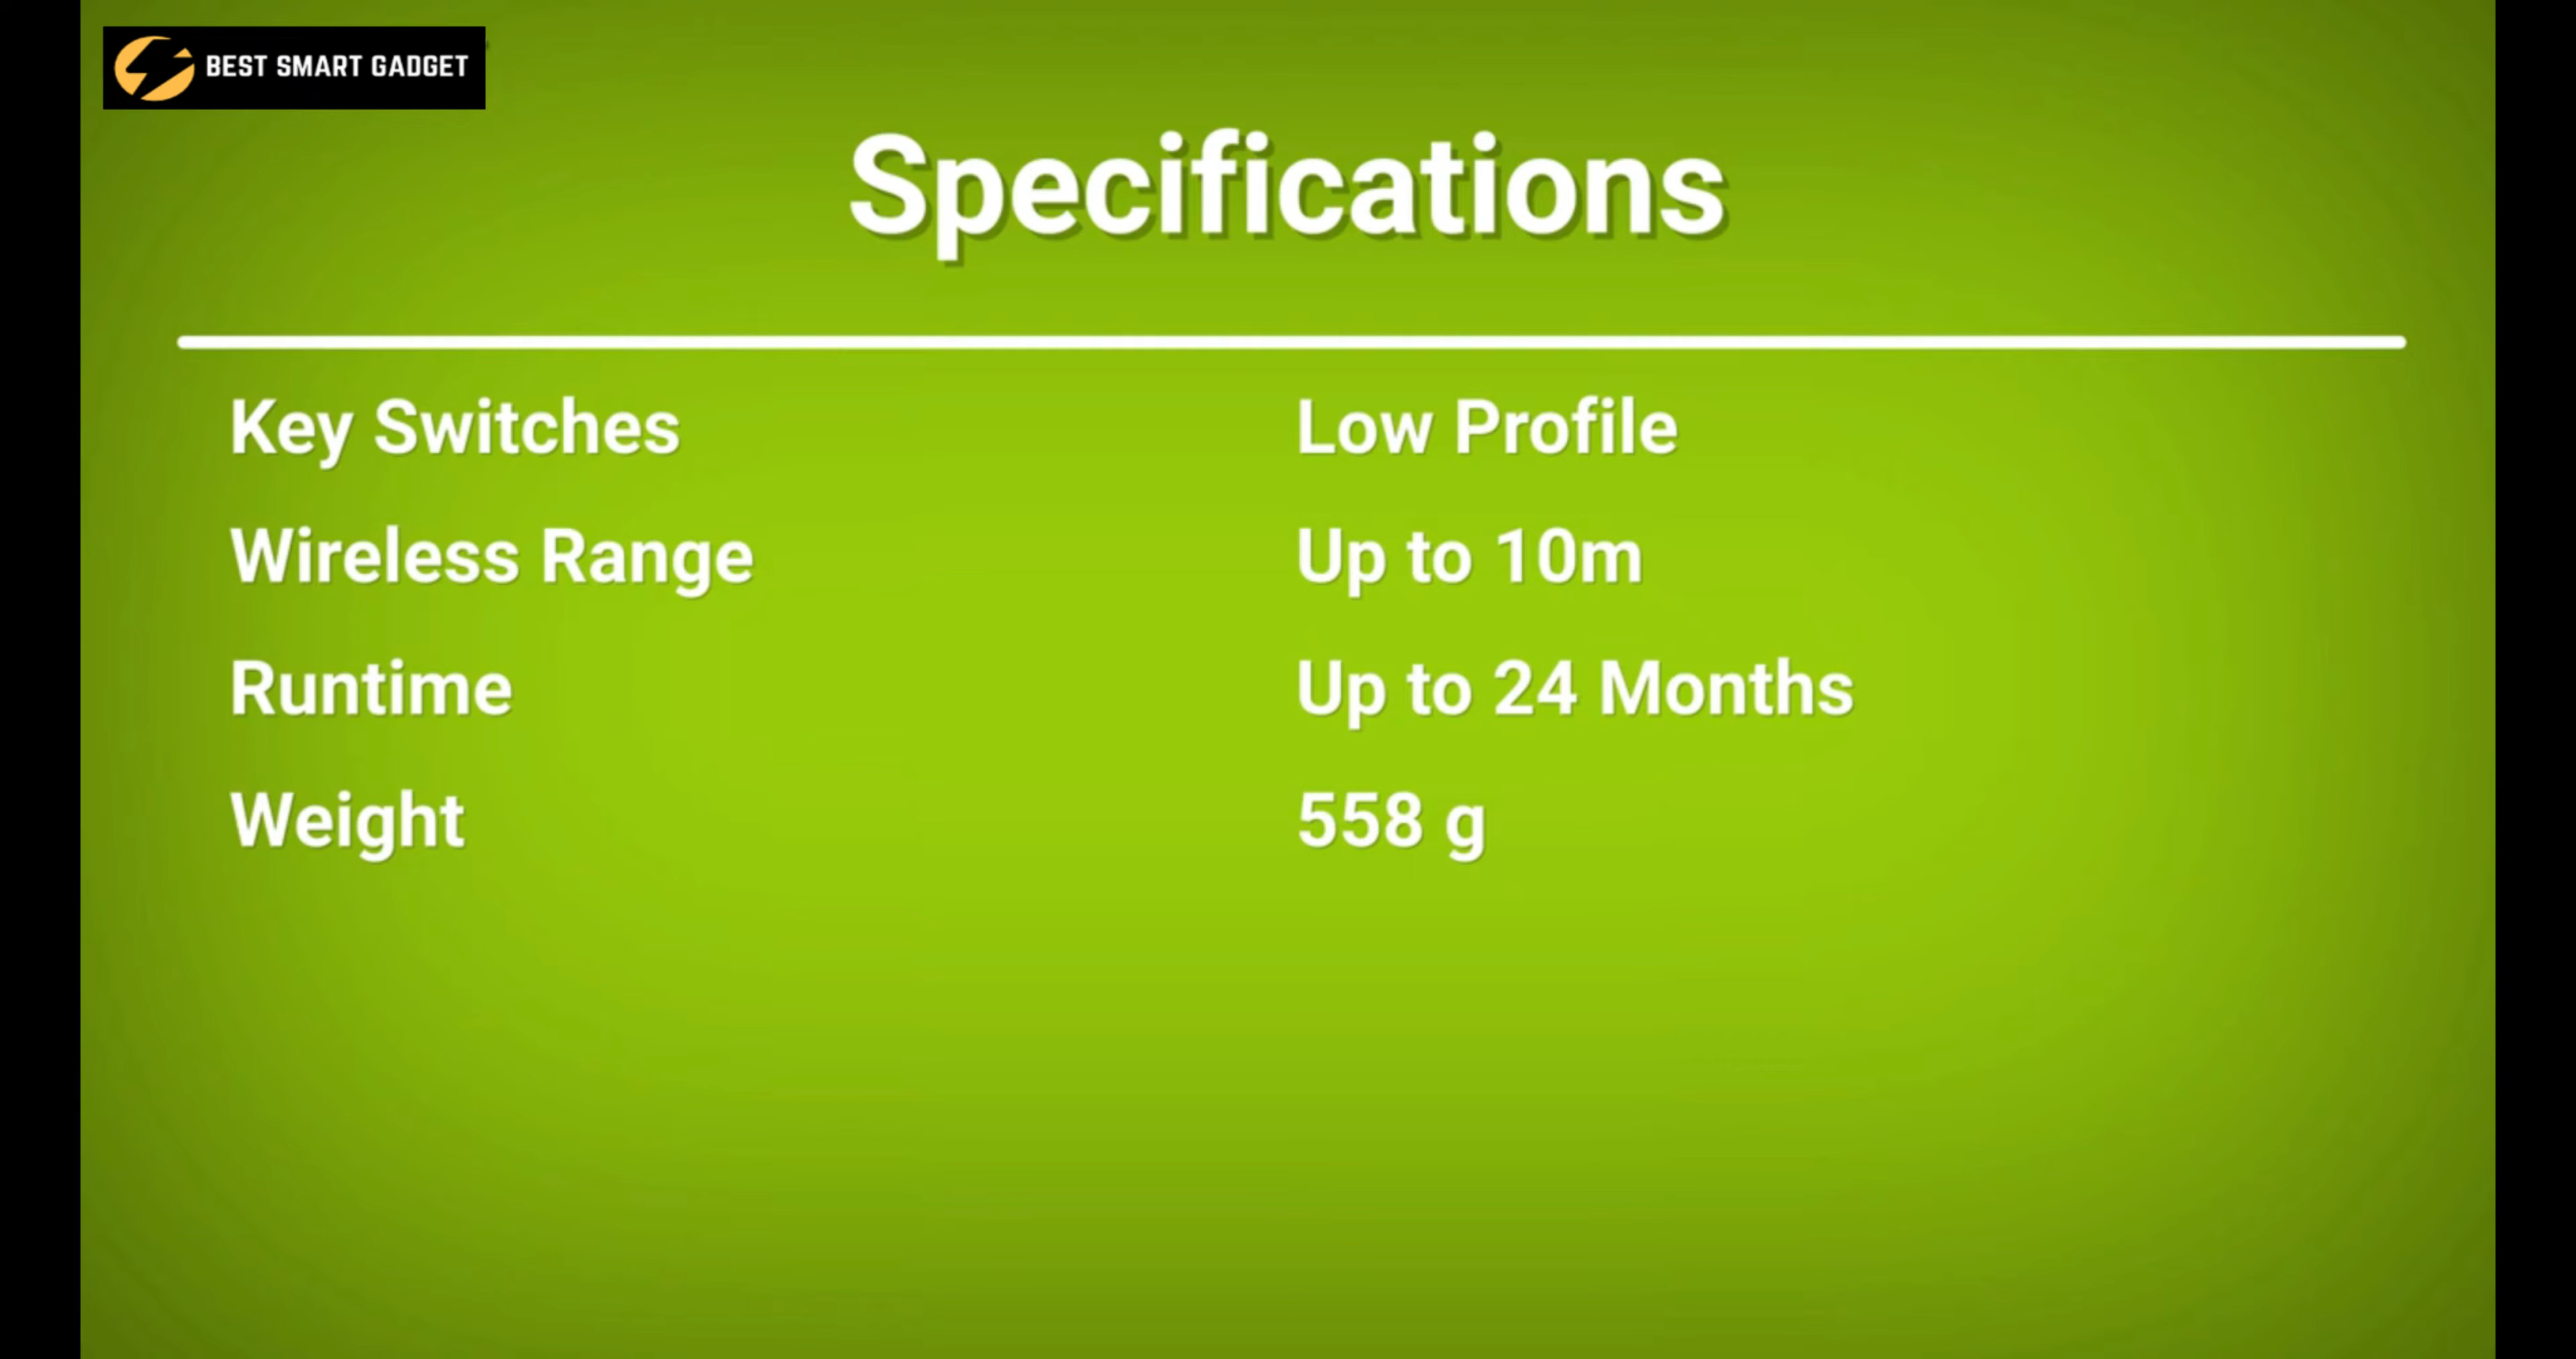 BEST SMART GADGET
Specifications
Key Switches Low Profile
Wireless Range Up to 10m
Runtime Up to 24 Months
Weight 558 g